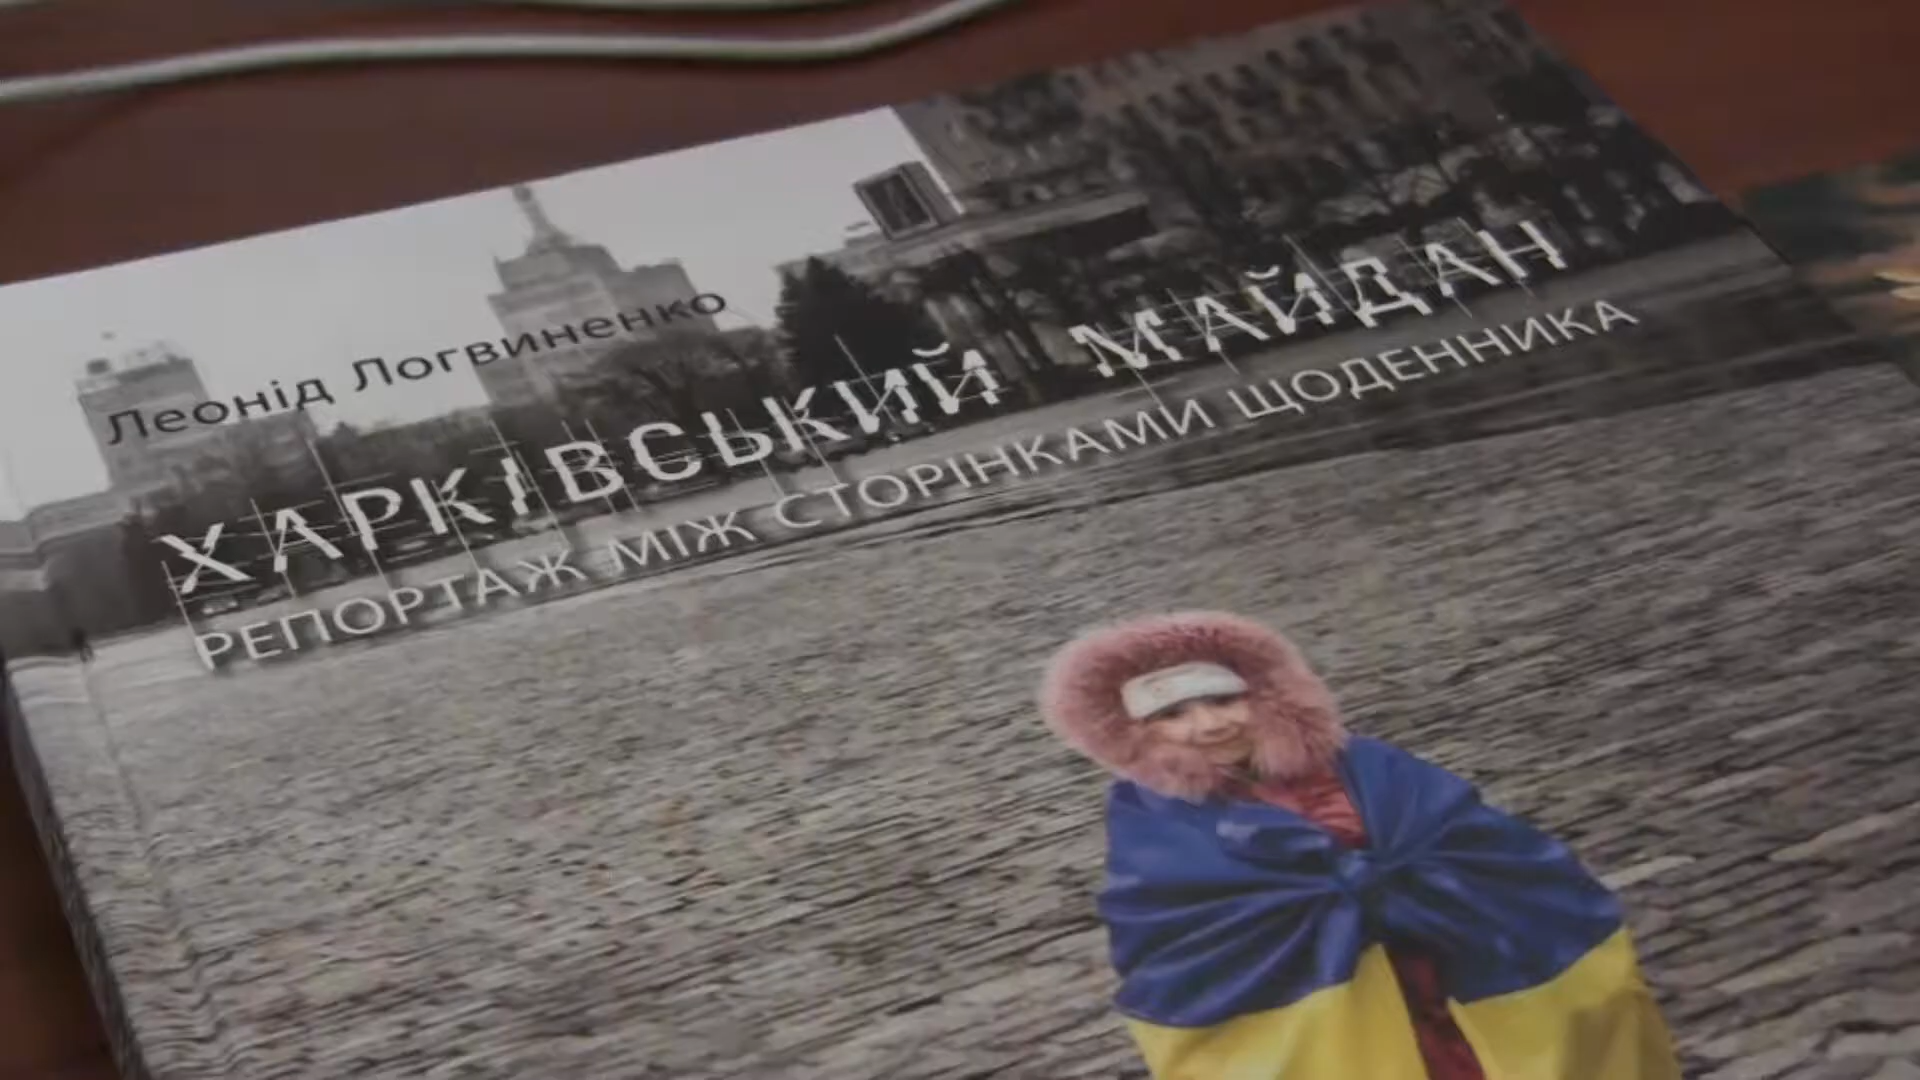 Леонід Логвиненко
ХАРКІВСЬКИЙ МАЙДАН
РЕПОРТАЖ МІЖ СТОРІНКАМИ ЩОДЕННИКА